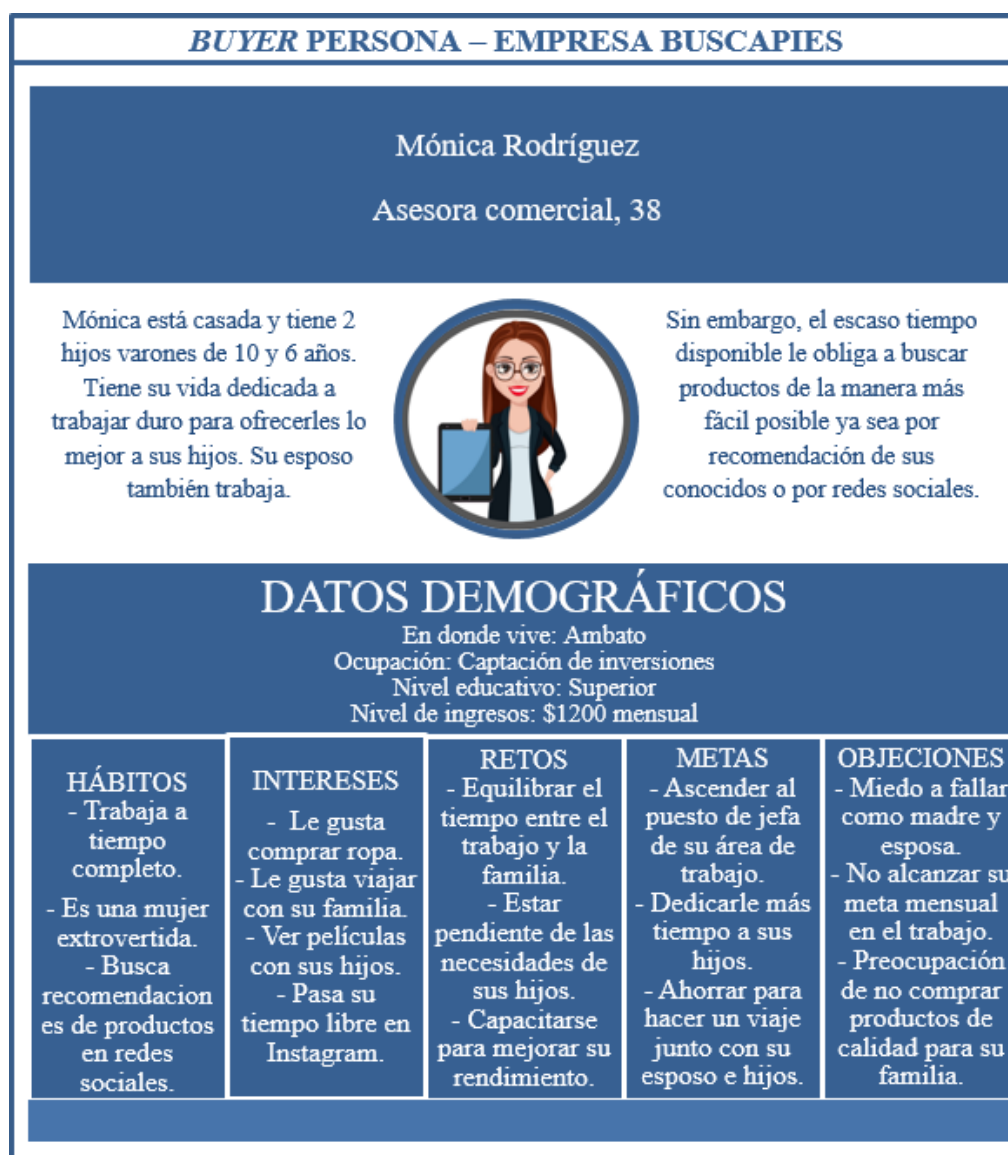 BUYER PERSONA – EMPRESA BUSCAPIES
Mónica Rodríguez
Asesora comercial, 38
Mónica está casada y tiene 2
hijos varones de 10 y 6 años.
Tiene su vida dedicada a
trabajar duro para ofrecerles lo
mejor a sus hijos. Su esposo
también trabaja.
Sin embargo, el escaso tiempo
disponible le obliga a buscar
productos de la manera más
fácil posible ya sea por
recomendación de sus
conocidos o por redes sociales.
DATOS DEMOGRÁFICOS
En donde vive: Ambato
Ocupación: Captación de inversiones
Nivel educativo: Superior
Nivel de ingresos: $1200 mensual
HÁBITOS
- Trabaja a
tiempo
completo.
- Es una mujer
extrovertida.
- Busca
recomendacion
es de productos
en redes
sociales.
INTERESES
- Le gusta
comprar ropa.
- Le gusta viajar
con su familia.
- Ver películas
con sus hijos.
- Pasa su
tiempo libre en
Instagram.
RETOS
- Equilibrar el
tiempo entre el
trabajo y la
familia.
- Estar
pendiente de las
necesidades de
sus hijos.
- Capacitarse
para mejorar su
rendimiento.
METAS
- Ascender al
puesto de jefa
de su área de
trabajo.
- Dedicarle más
tiempo a sus
hijos.
- Ahorrar para
hacer un viaje
junto con su
esposo e hijos.
OBJECIONES
- Miedo a fallar
como madre y
esposa.
- No alcanzar su
meta mensual
en el trabajo.
- Preocupación
de no comprar
productos de
calidad para su
familia.